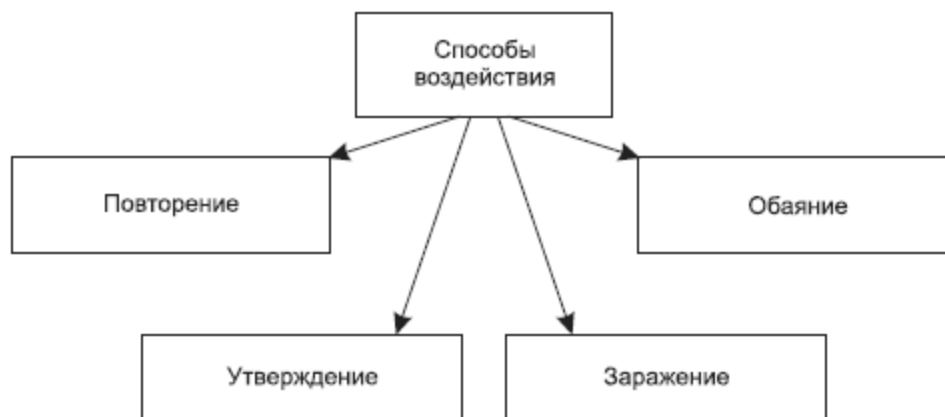 Способы
воздействия
Повторение
Обаяние
Утверждение
Заражение